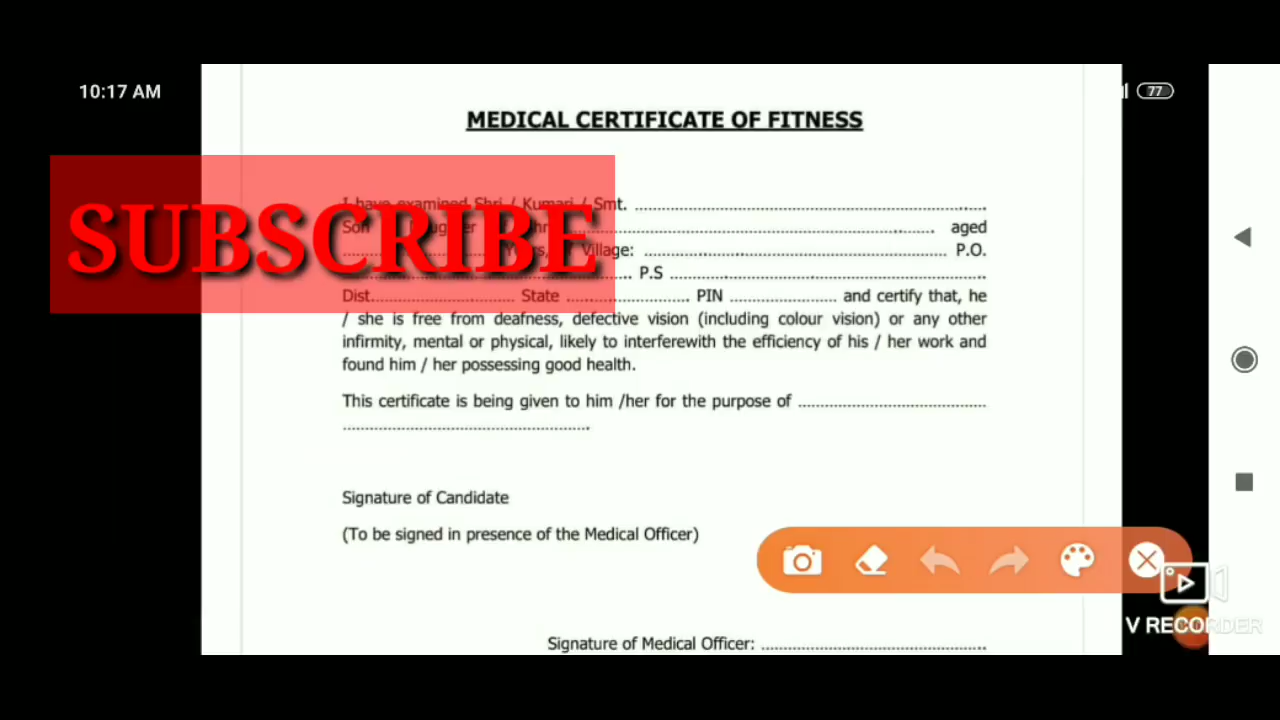 10:17 AM
77
MEDICAL CERTIFICATE OF FITNESS
I have examined Shri / Kumari / Smt. ..............................................................................
SUBSCRIBE
Son Daughter ........................................................................ aged
Years, Village: ............................................................... P.O.
............................................................... P.S .....................................................................
Dist............................... State ........................... PIN ........................ and certify that, he
/ she is free from deafness, defective vision (including colour vision) or any other
infirmity, mental or physical, likely to interferewith the efficiency of his / her work and
found him / her possessing good health.
This certificate is being given to him /her for the purpose of ..........................................
.......................................................
Signature of Candidate
(To be signed in presence of the Medical Officer)
V RECORDER
Signature of Medical Officer: ..................................................